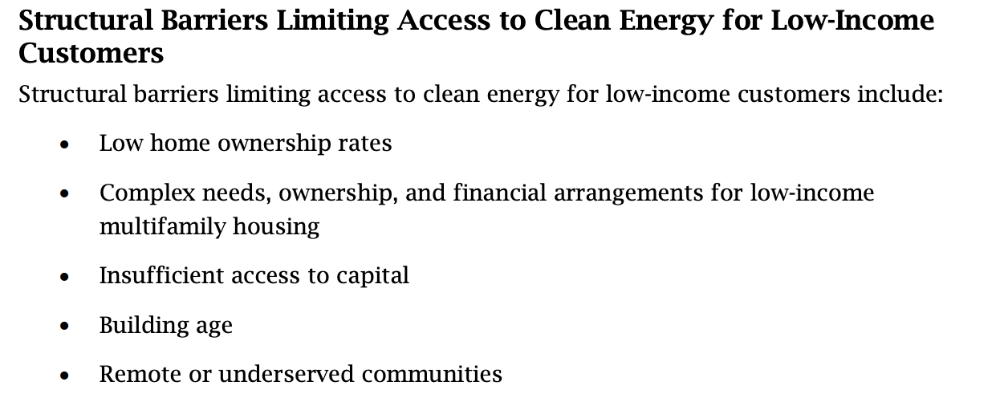 Structural Barriers Limiting Access to Clean Energy for Low-Income
Customers
Structural barriers limiting access to clean energy for low-income customers include:
• Low home ownership rates
• Complex needs, ownership, and financial arrangements for low-income
multifamily housing
• Insufficient access to capital
• Building age
• Remote or underserved communities